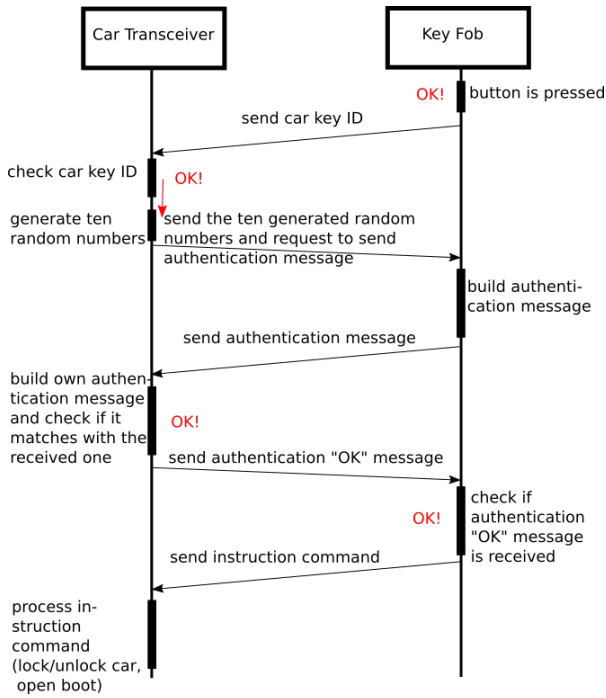 Car Transceiver
Key Fob
OK!
button is pressed
send car key ID
check car key ID
OK!
generate ten
random numbers
send the ten generated random
numbers and request to send
authentication message
build authenti-
cation message
send authentication message
build own authen-
tication message
and check if it
matches with the
received one
OK!
send authentication "OK" message
OK!
check if
authentication
"OK" message
is received
send instruction command
process in-
struction
command
(lock/unlock car,
open boot)